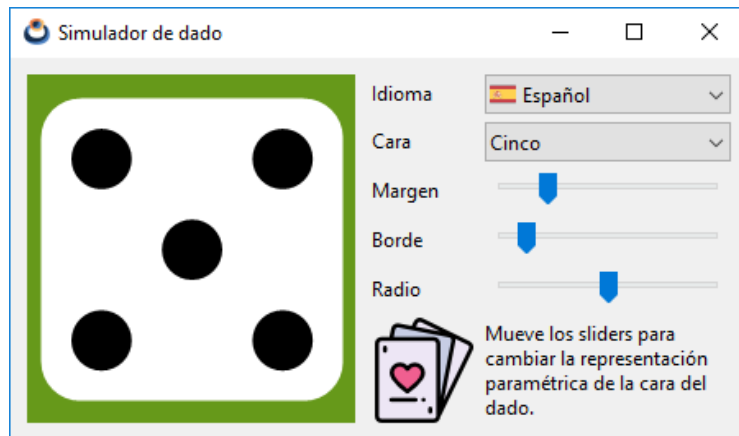 Simulador de dado
Idioma
Español
Cara
Cinco
Margen
Borde
Radio
Mueve los sliders para
cambiar la representación
paramétrica de la cara del
dado.